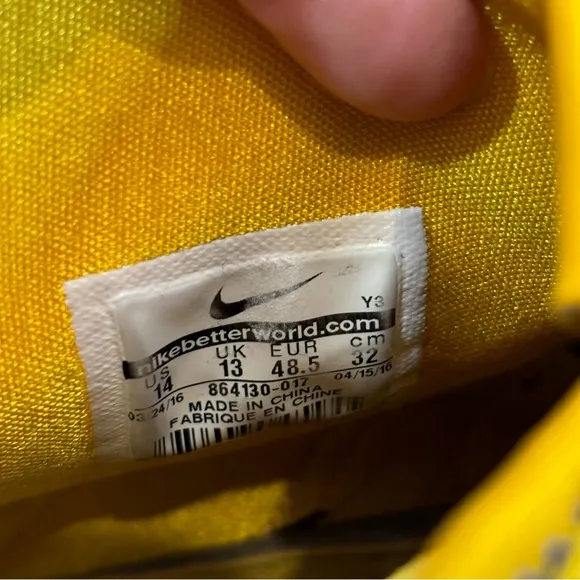 Y3
nikebetterworld.com
US UK EUR cm
14 13 48.5 32
03/24/16 864130-017 04/15/16
MADE IN CHINA
FABRIQUE EN CHINE